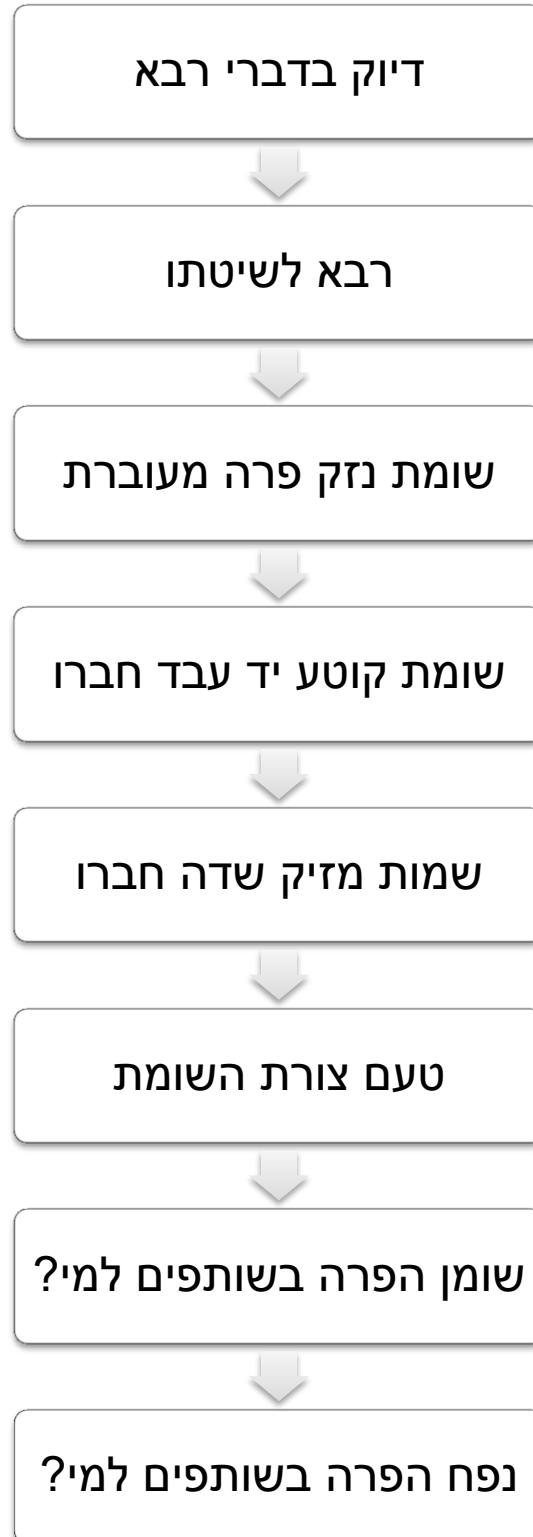 דיוק בדברי רבא
רבא לשיטתו
שומת נזק פרה מעוברת
שומת קוטע יד עבד חברו
שמות מזיק שדה חברו
טעם צורת השומת
שומן הפרה בשותפים למי?
נפח הפרה בשותפים למי?